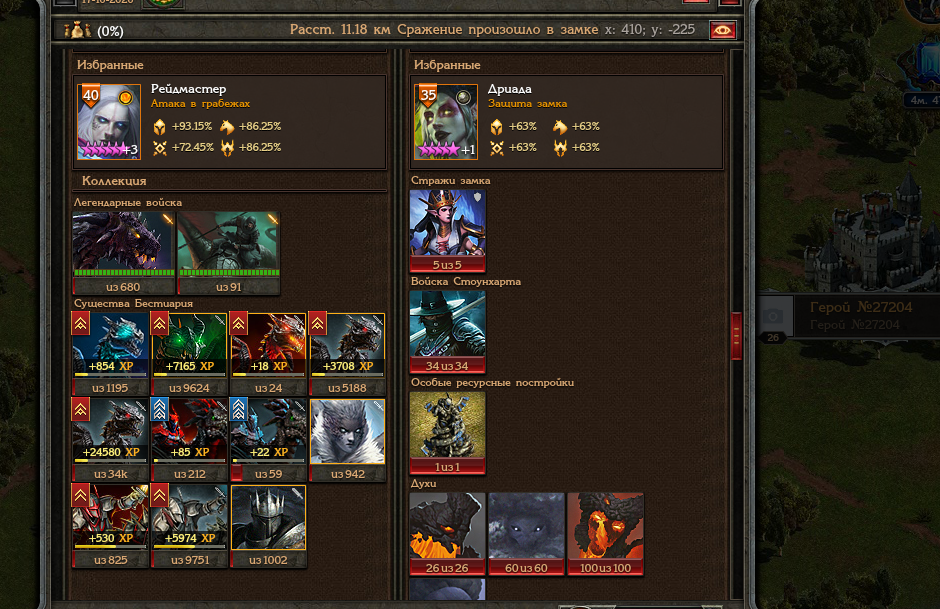 17-10-2020
(0%)
Расст. 11.18 км Сражение произошло в замке x: 410; y: -225
Избранные
40
+3
Рейдмастер
Атака в грабежах
+93.15% +86.25%
+72.45% +86.25%
Коллекция
Легендарные войска
из 680
из 91
Существа Бестиария
+854 XP
+7165 XP
+18 XP
+3708 XP
из 1195
из 9624
из 24
из 5188
+24580 XP
+85 XP
+22 XP
из 34k
из 212
из 59
из 942
+530 XP
+5974 XP
из 825
из 9751
из 1002
Избранные
35
+1
Дриада
Защита замка
+63% +63%
+63% +63%
Стражи замка
5 из 5
Войска Стоунхарта
34 из 34
Особые ресурсные постройки
1 из 1
Духи
26 из 26
60 из 60
100 из 100
4м. 4
Герой №27204
Герой №27204
26